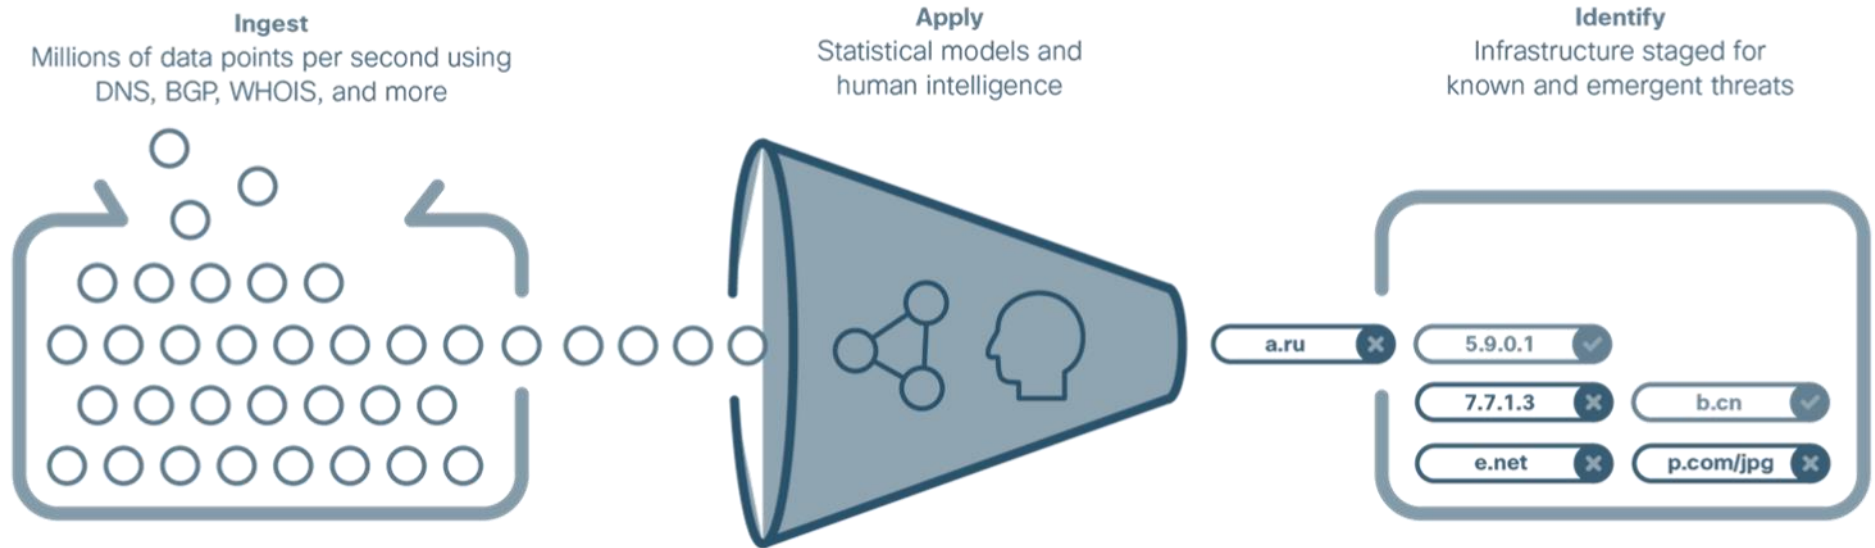 Ingest
Millions of data points per second using
DNS, BGP, WHOIS, and more
Apply
Statistical models and
human intelligence
Identify
Infrastructure staged for
known and emergent threats
a.ru
5.9.0.1
7.7.1.3
b.cn
e.net
p.com/jpg